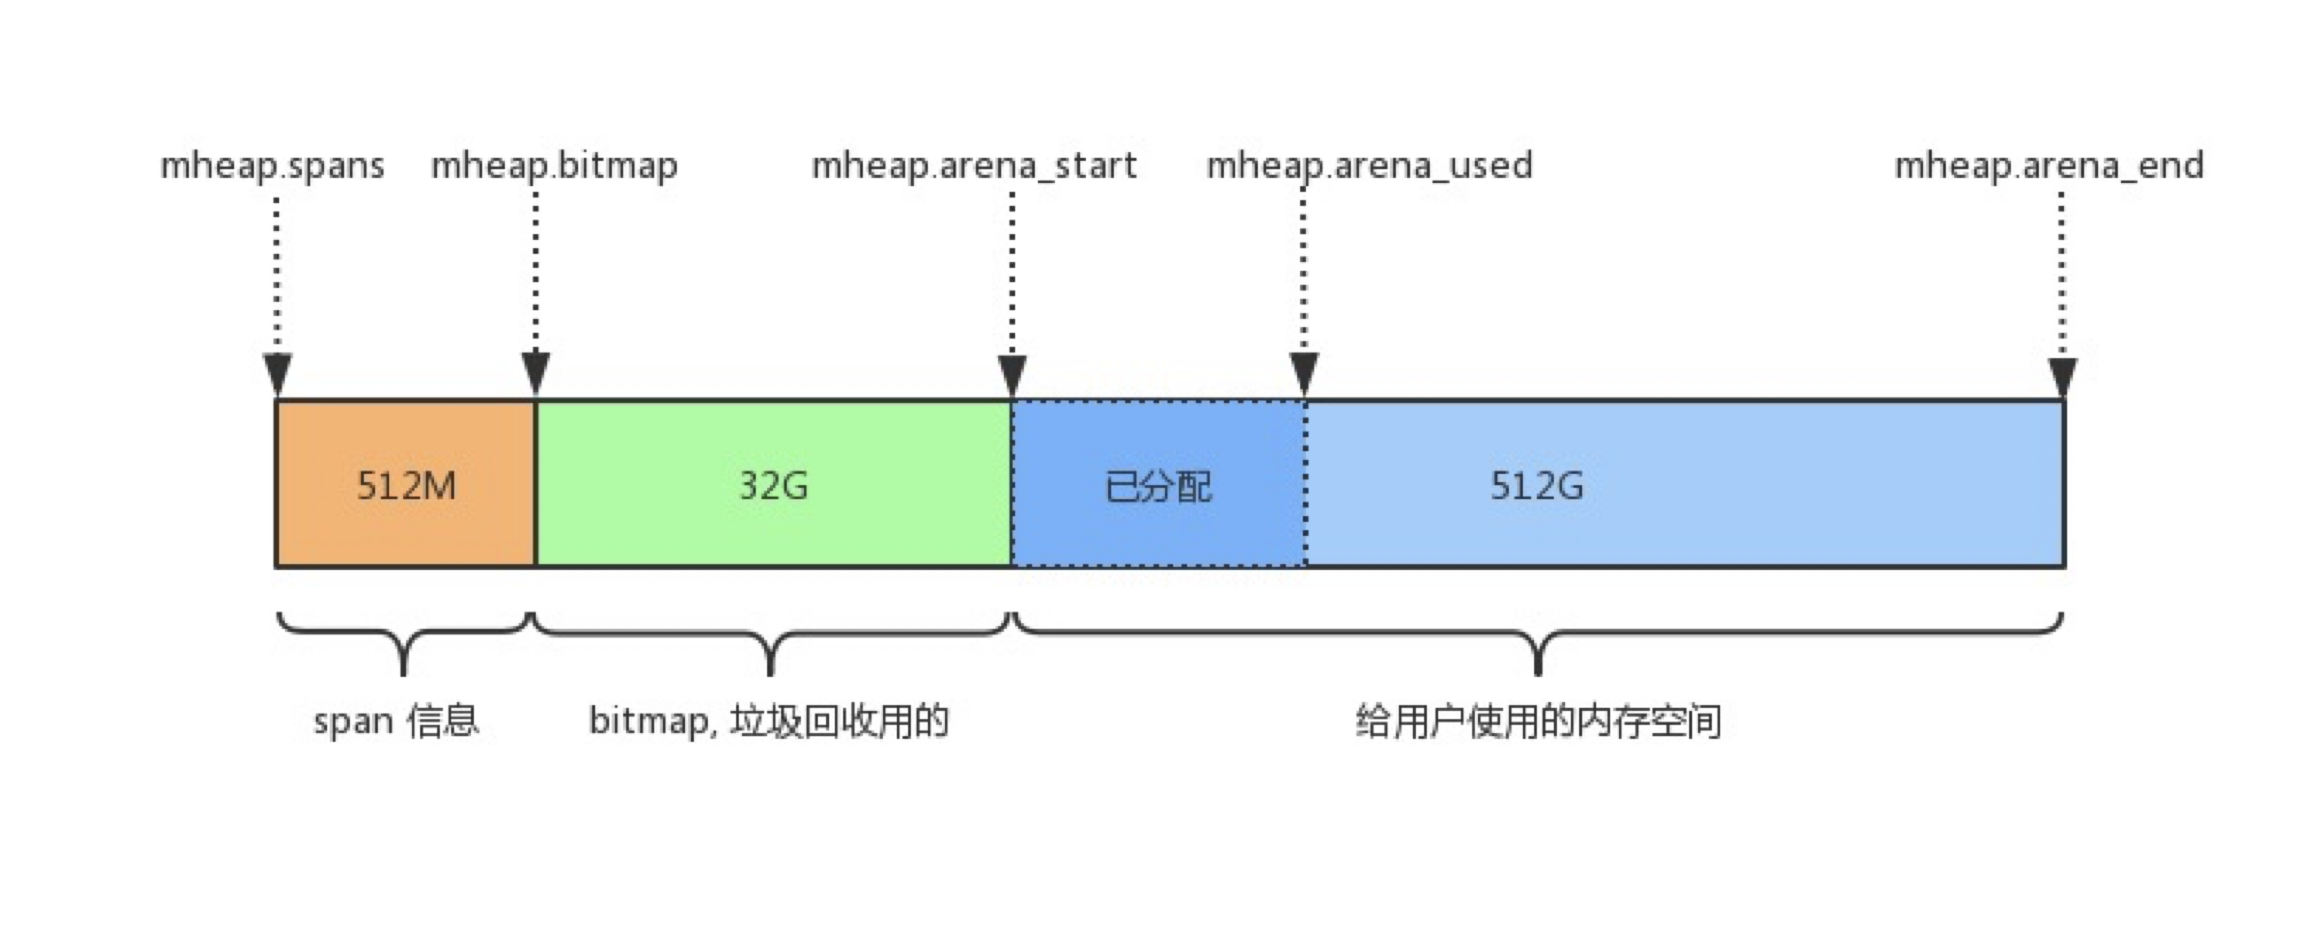 mheap.spans mheap.bitmap mheap.arena_start mheap.arena_used mheap.arena_end
512M 32G 已分配 512G
span 信息 bitmap, 垃圾回收用的 给用户使用的内存空间